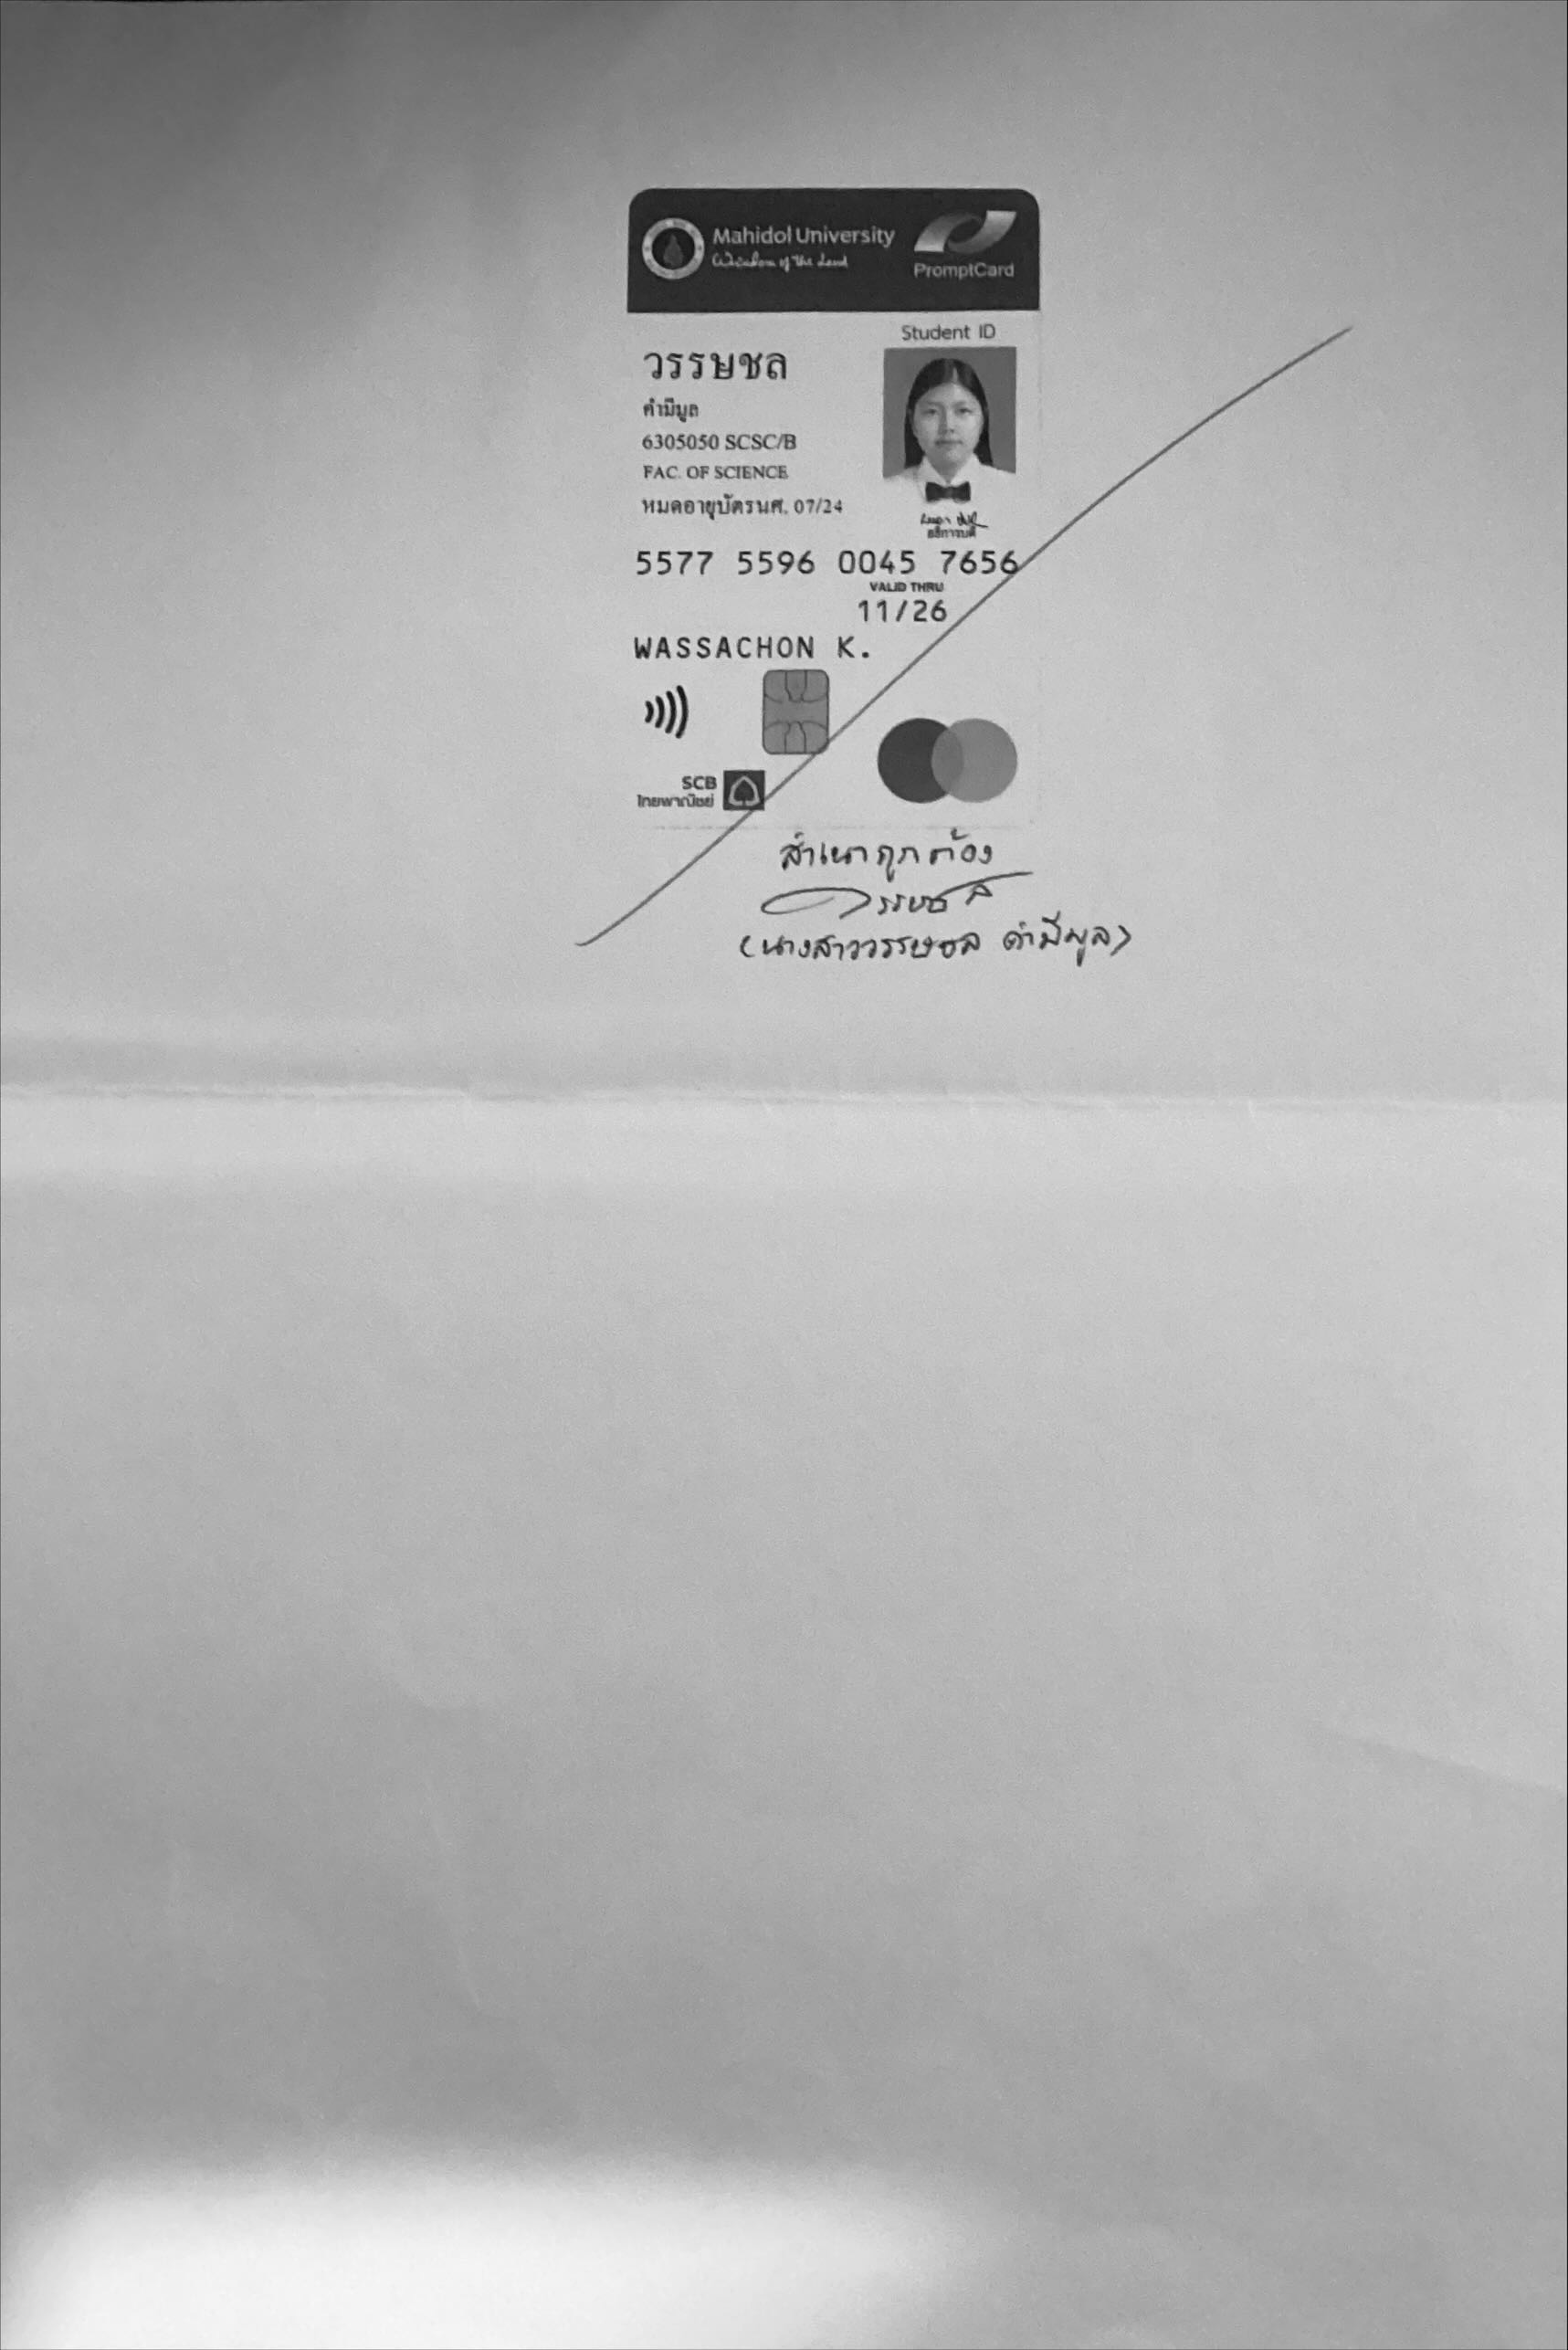 Mahidol University
Wisdom of the Land
PromptCard
Student ID
วรรษชล
คำมีมูล
6305050 SCSC/B
FAC. OF SCIENCE
หมดอายุบัตรนศ. 07/24
อธิการบดี
5577 5596 0045 7656
VALID THRU
11/26
WASSACHON K.
SCB
ไทยพาณิชย์
สำเนาถูกต้อง
วรรษชล
(นางสาววรรษชล คำมีมูล)